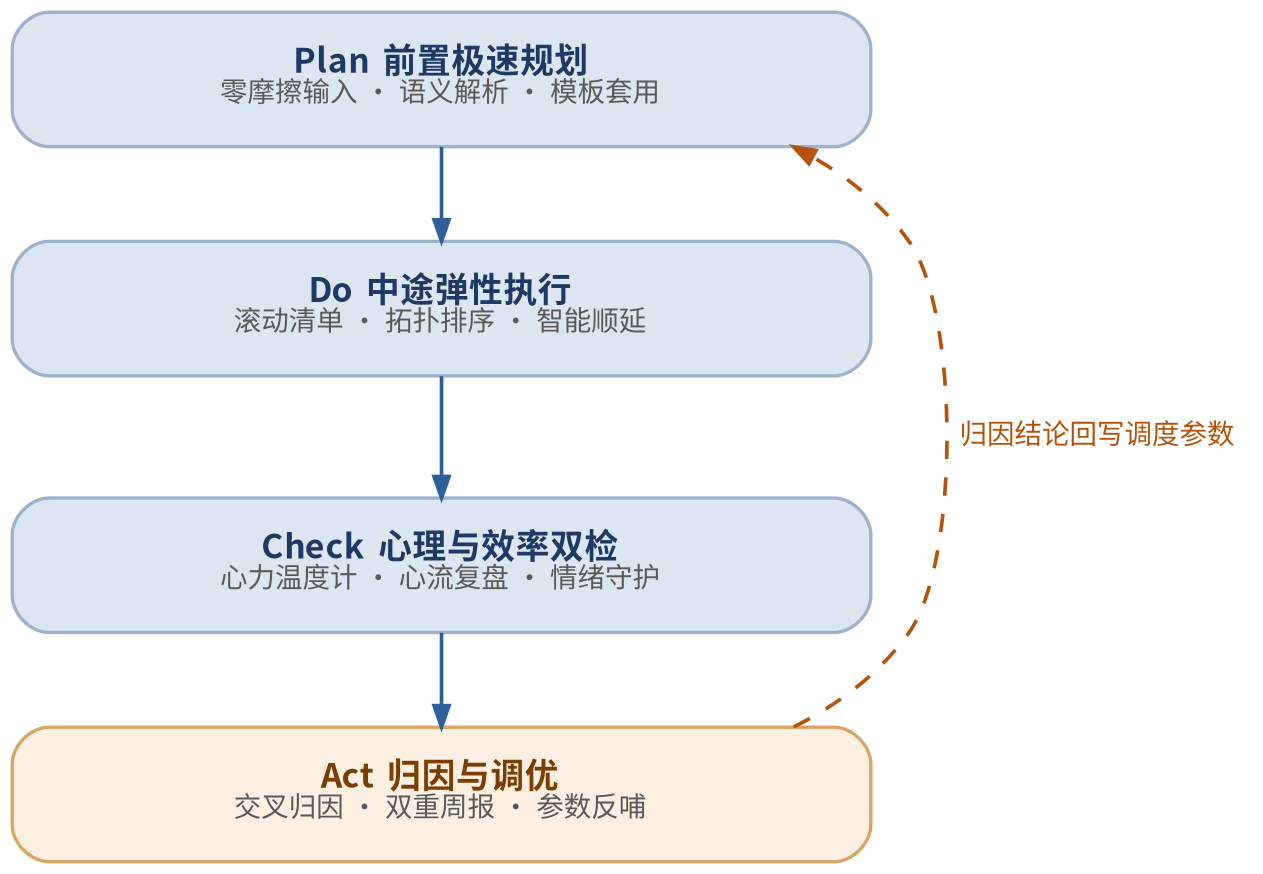 Plan 前置极速规划
零摩擦输入 · 语义解析 · 模板套用
Do 中途弹性执行
滚动清单 · 拓扑排序 · 智能顺延
归因结论回写调度参数
Check 心理与效率双检
心力温度计 · 心流复盘 · 情绪守护
Act 归因与调优
交叉归因 · 双重周报 · 参数反哺